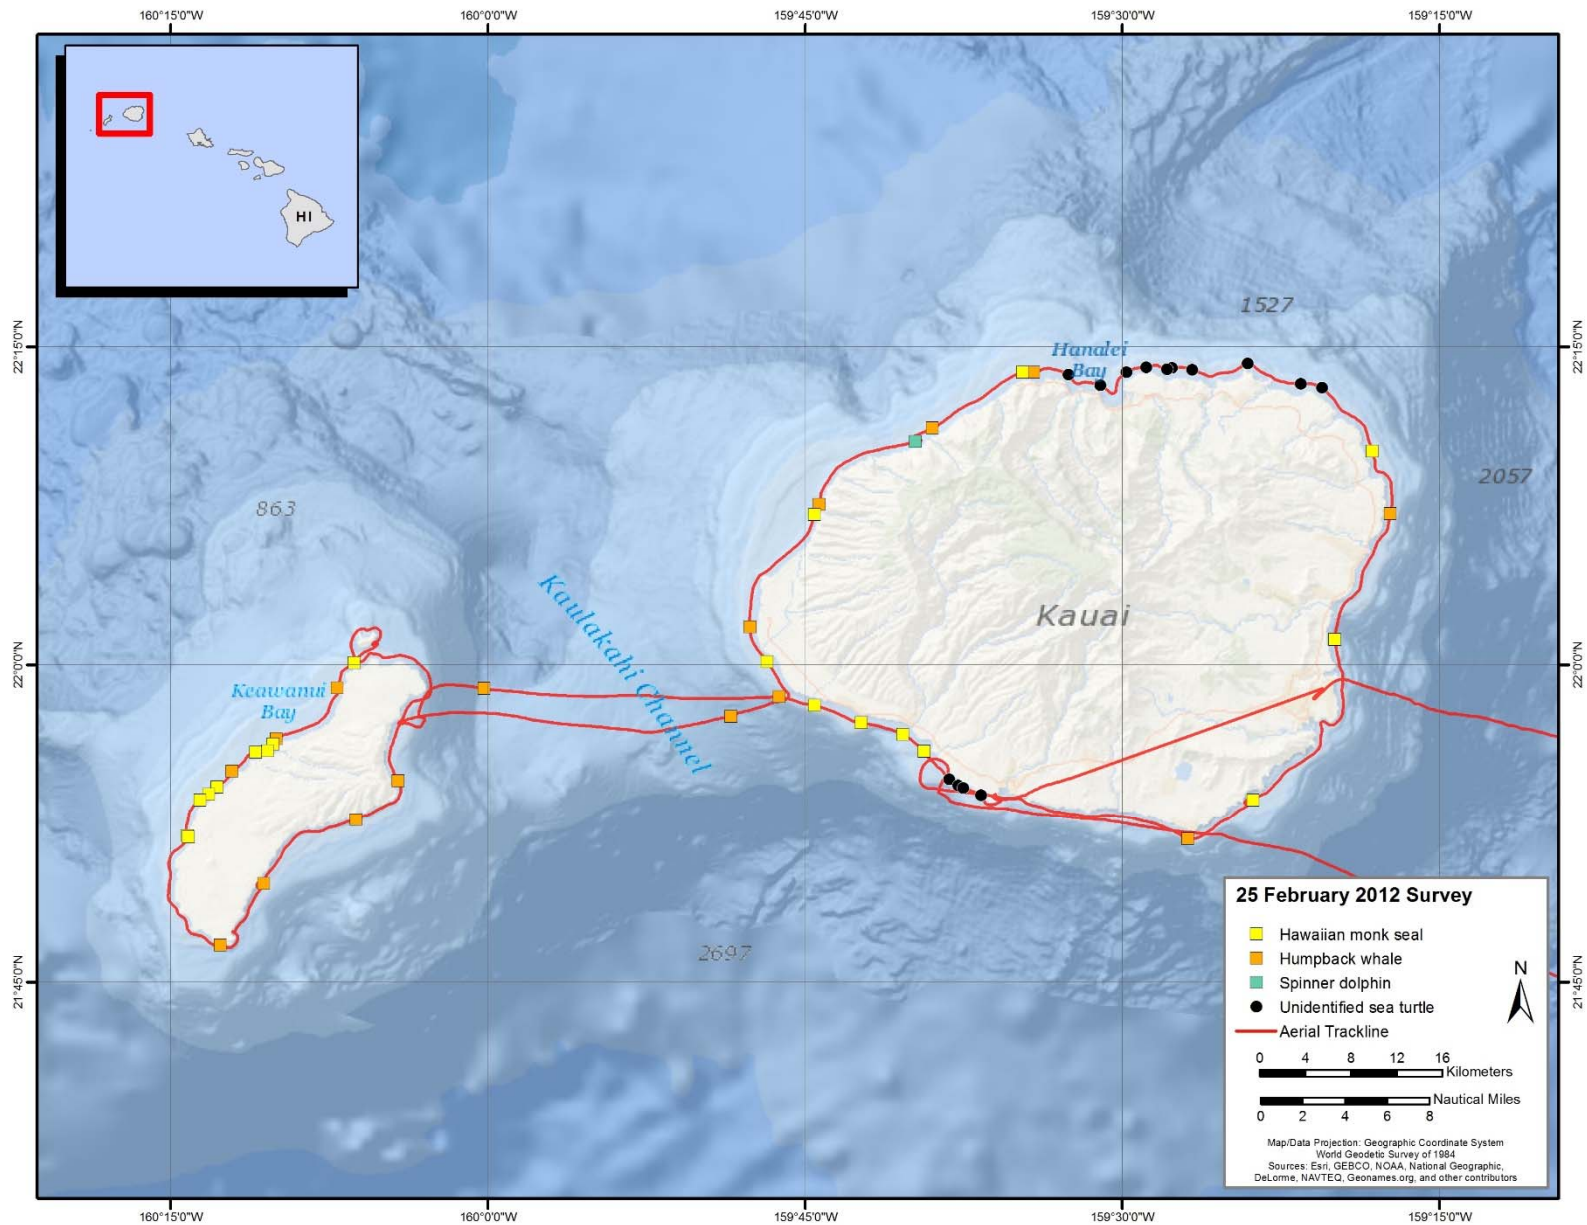 160°15'0"W 160°0'0"W 159°45'0"W 159°30'0"W 159°15'0"W
HI
1527
22°15'0"N
Hanalei
Bay
22°15'0"N
2057
863
Kaulakahi Channel
Kauai
22°0'0"N
Keawanui
Bay
22°0'0"N
2697
21°45'0"N
21°45'0"N
25 February 2012 Survey
Hawaiian monk seal
Humpback whale
Spinner dolphin
Unidentified sea turtle
Aerial Trackline
N
0 4 8 12 16
Kilometers
Nautical Miles
0 2 4 6 8
Map/Data Projection: Geographic Coordinate System
World Geodetic Survey of 1984
Sources: Esri, GEBCO, NOAA, National Geographic,
DeLorme, NAVTEQ, Geonames.org, and other contributors
160°15'0"W 160°0'0"W 159°45'0"W 159°30'0"W 159°15'0"W